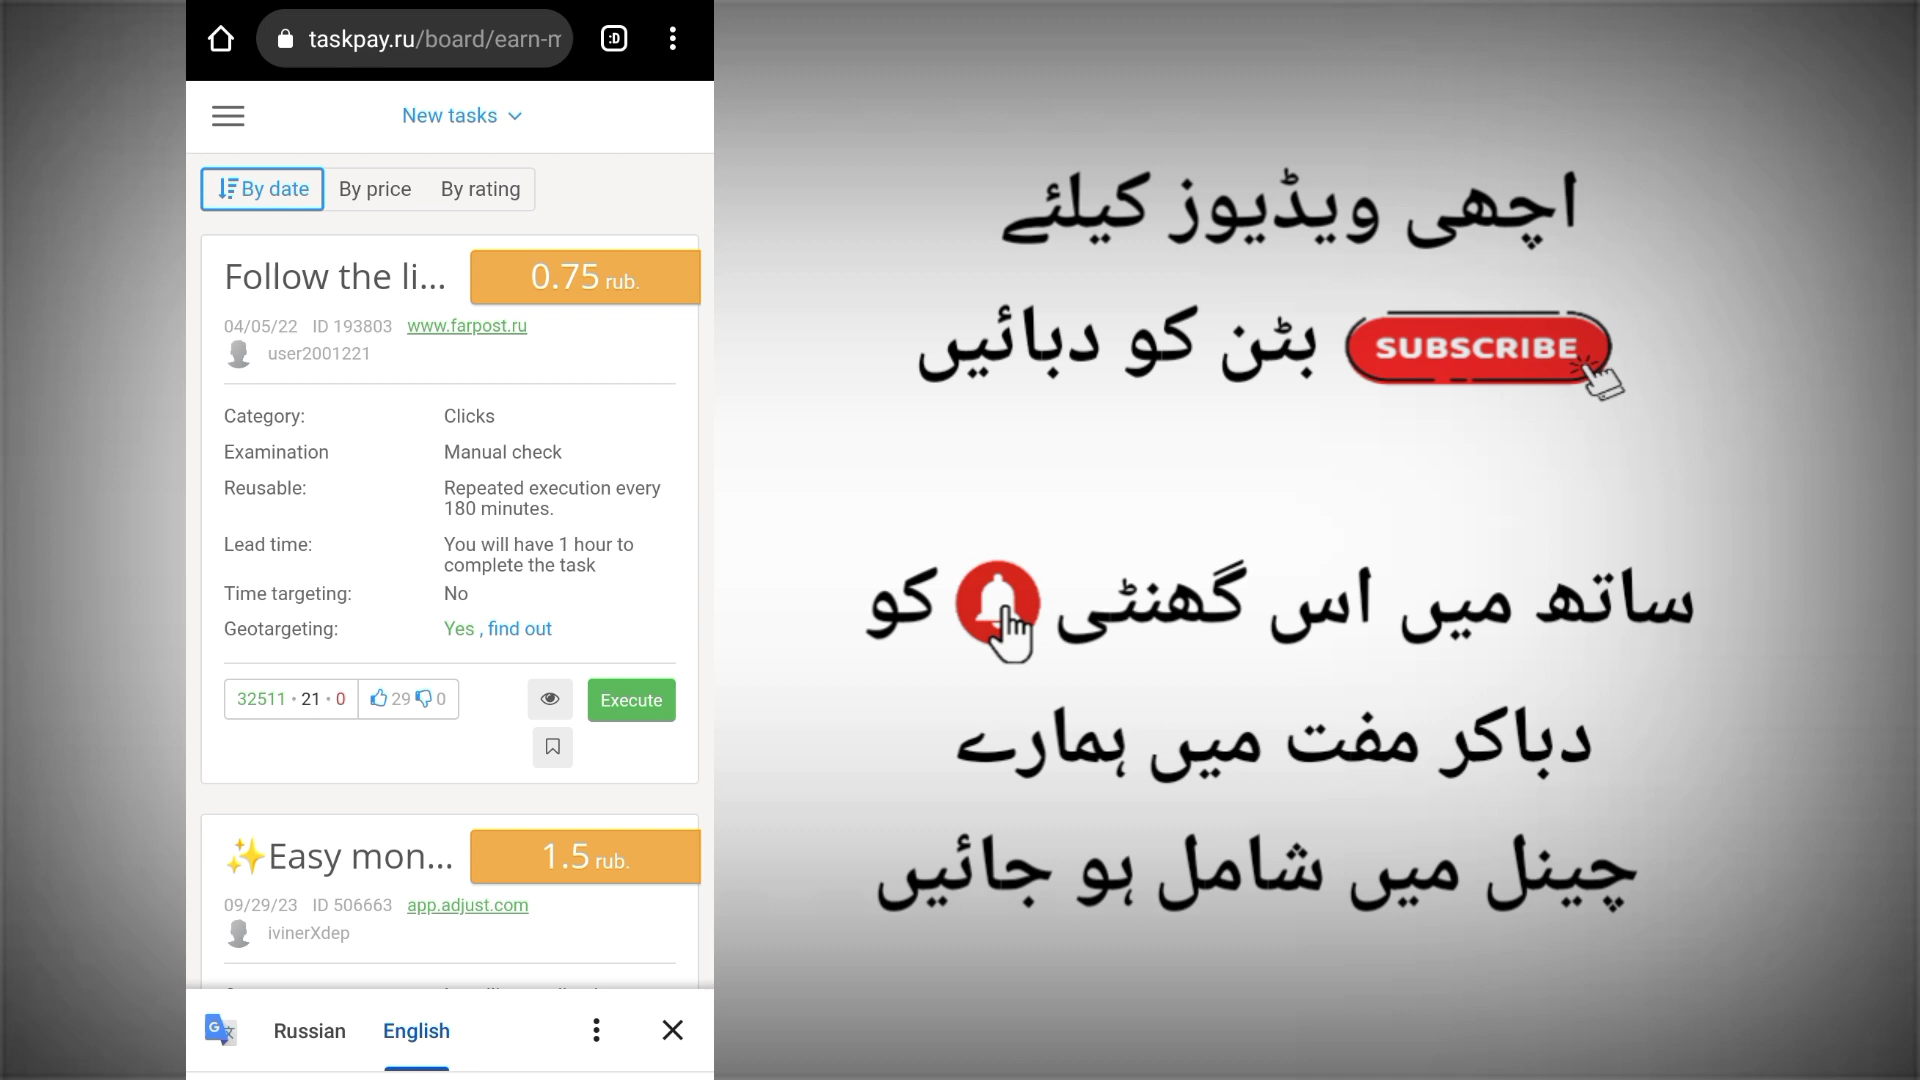 taskpay.ru/board/earn-m
:D
New tasks
By date By price By rating
Follow the li... 0.75 rub.
04/05/22 ID 193803 www.farpost.ru
user2001221
Category: Clicks
Examination Manual check
Reusable: Repeated execution every
180 minutes.
Lead time: You will have 1 hour to
complete the task
Time targeting: No
Geotargeting: Yes , find out
32511 • 21 • 0 29 0 Execute
✨Easy mon... 1.5 rub.
09/29/23 ID 506663 app.adjust.com
ivinerXdep
Russian English
اچھی ویڈیوز کیلئے
SUBSCRIBE بٹن کو دبائیں
ساتھ میں اس گھنٹی کو
دباکر مفت میں ہمارے
چینل میں شامل ہو جائیں